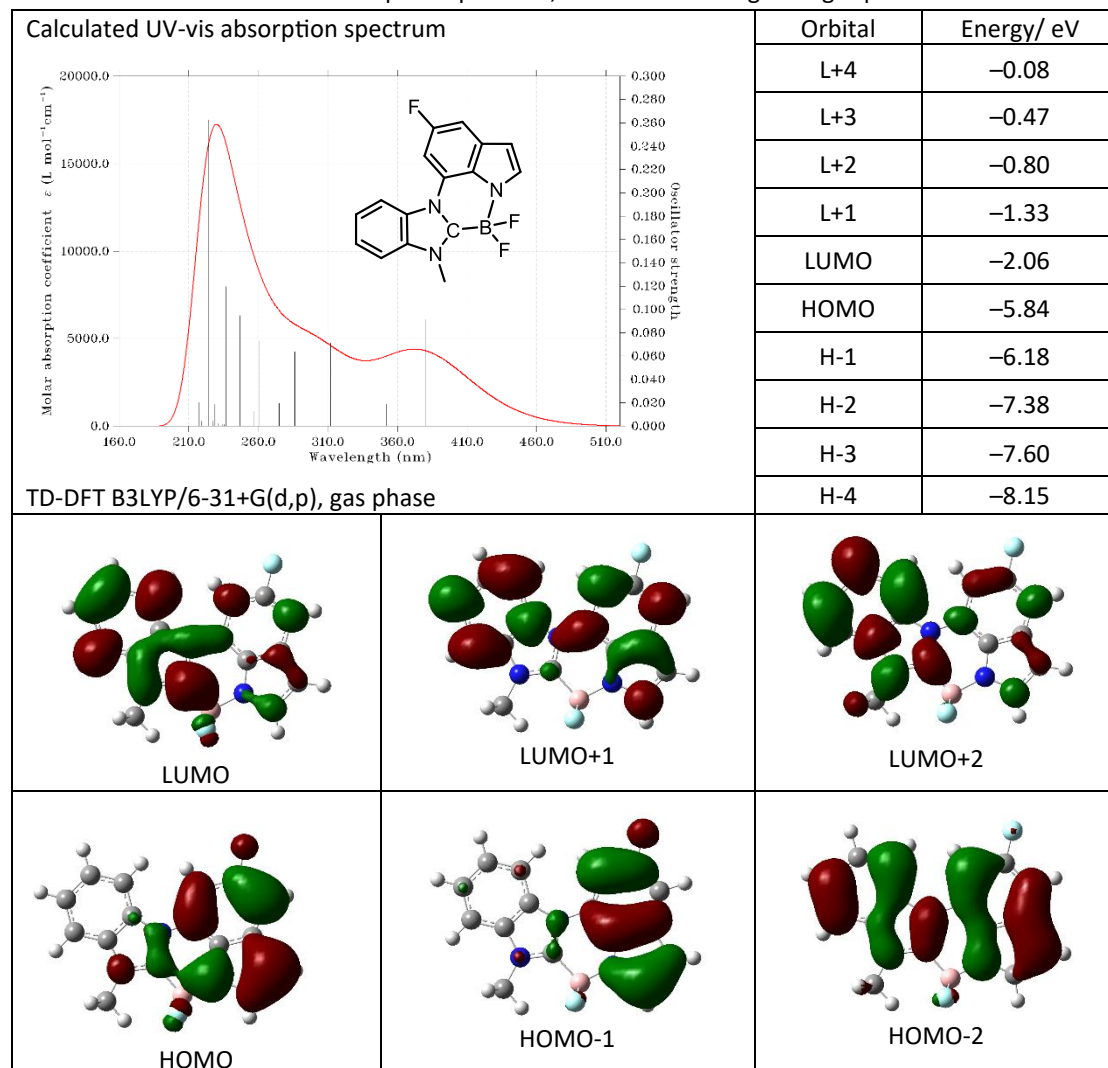 Calculated UV-vis absorption spectrum
Orbital Energy/ eV
L+4 –0.08
L+3 –0.47
L+2 –0.80
L+1 –1.33
LUMO –2.06
HOMO –5.84
H-1 –6.18
H-2 –7.38
H-3 –7.60
H-4 –8.15
Molar absorption coefficient ε (L mol⁻¹cm⁻¹)
20000.0
15000.0
10000.0
5000.0
0.0
0.300
0.280
0.260
0.240
0.220
0.200
0.180
0.160
0.140
0.120
0.100
0.080
0.060
0.040
0.020
0.000
Oscillator strength
160.0 210.0 260.0 310.0 360.0 410.0 460.0 510.0
Wavelength (nm)
F
N
N
C
B
F
F
N
TD-DFT B3LYP/6-31+G(d,p), gas phase
LUMO
LUMO+1
LUMO+2
HOMO
HOMO-1
HOMO-2